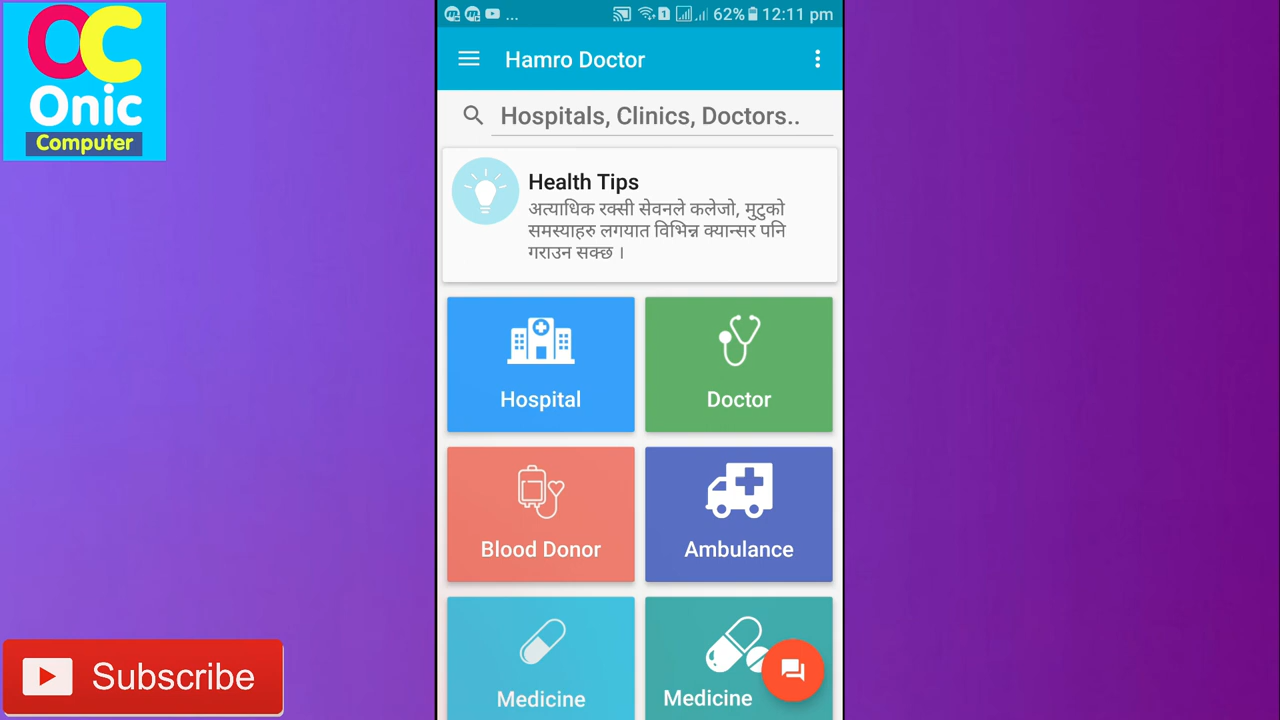 OC
Onic
Computer
... 1 62% 12:11 pm
Hamro Doctor
Hospitals, Clinics, Doctors..
Health Tips
अत्याधिक रक्सी सेवनले कलेजो, मुटुको
समस्याहरु लगयात विभिन्न क्यान्सर पनि
गराउन सक्छ ।
Hospital
Doctor
Blood Donor
Ambulance
Medicine
Medicine
Subscribe